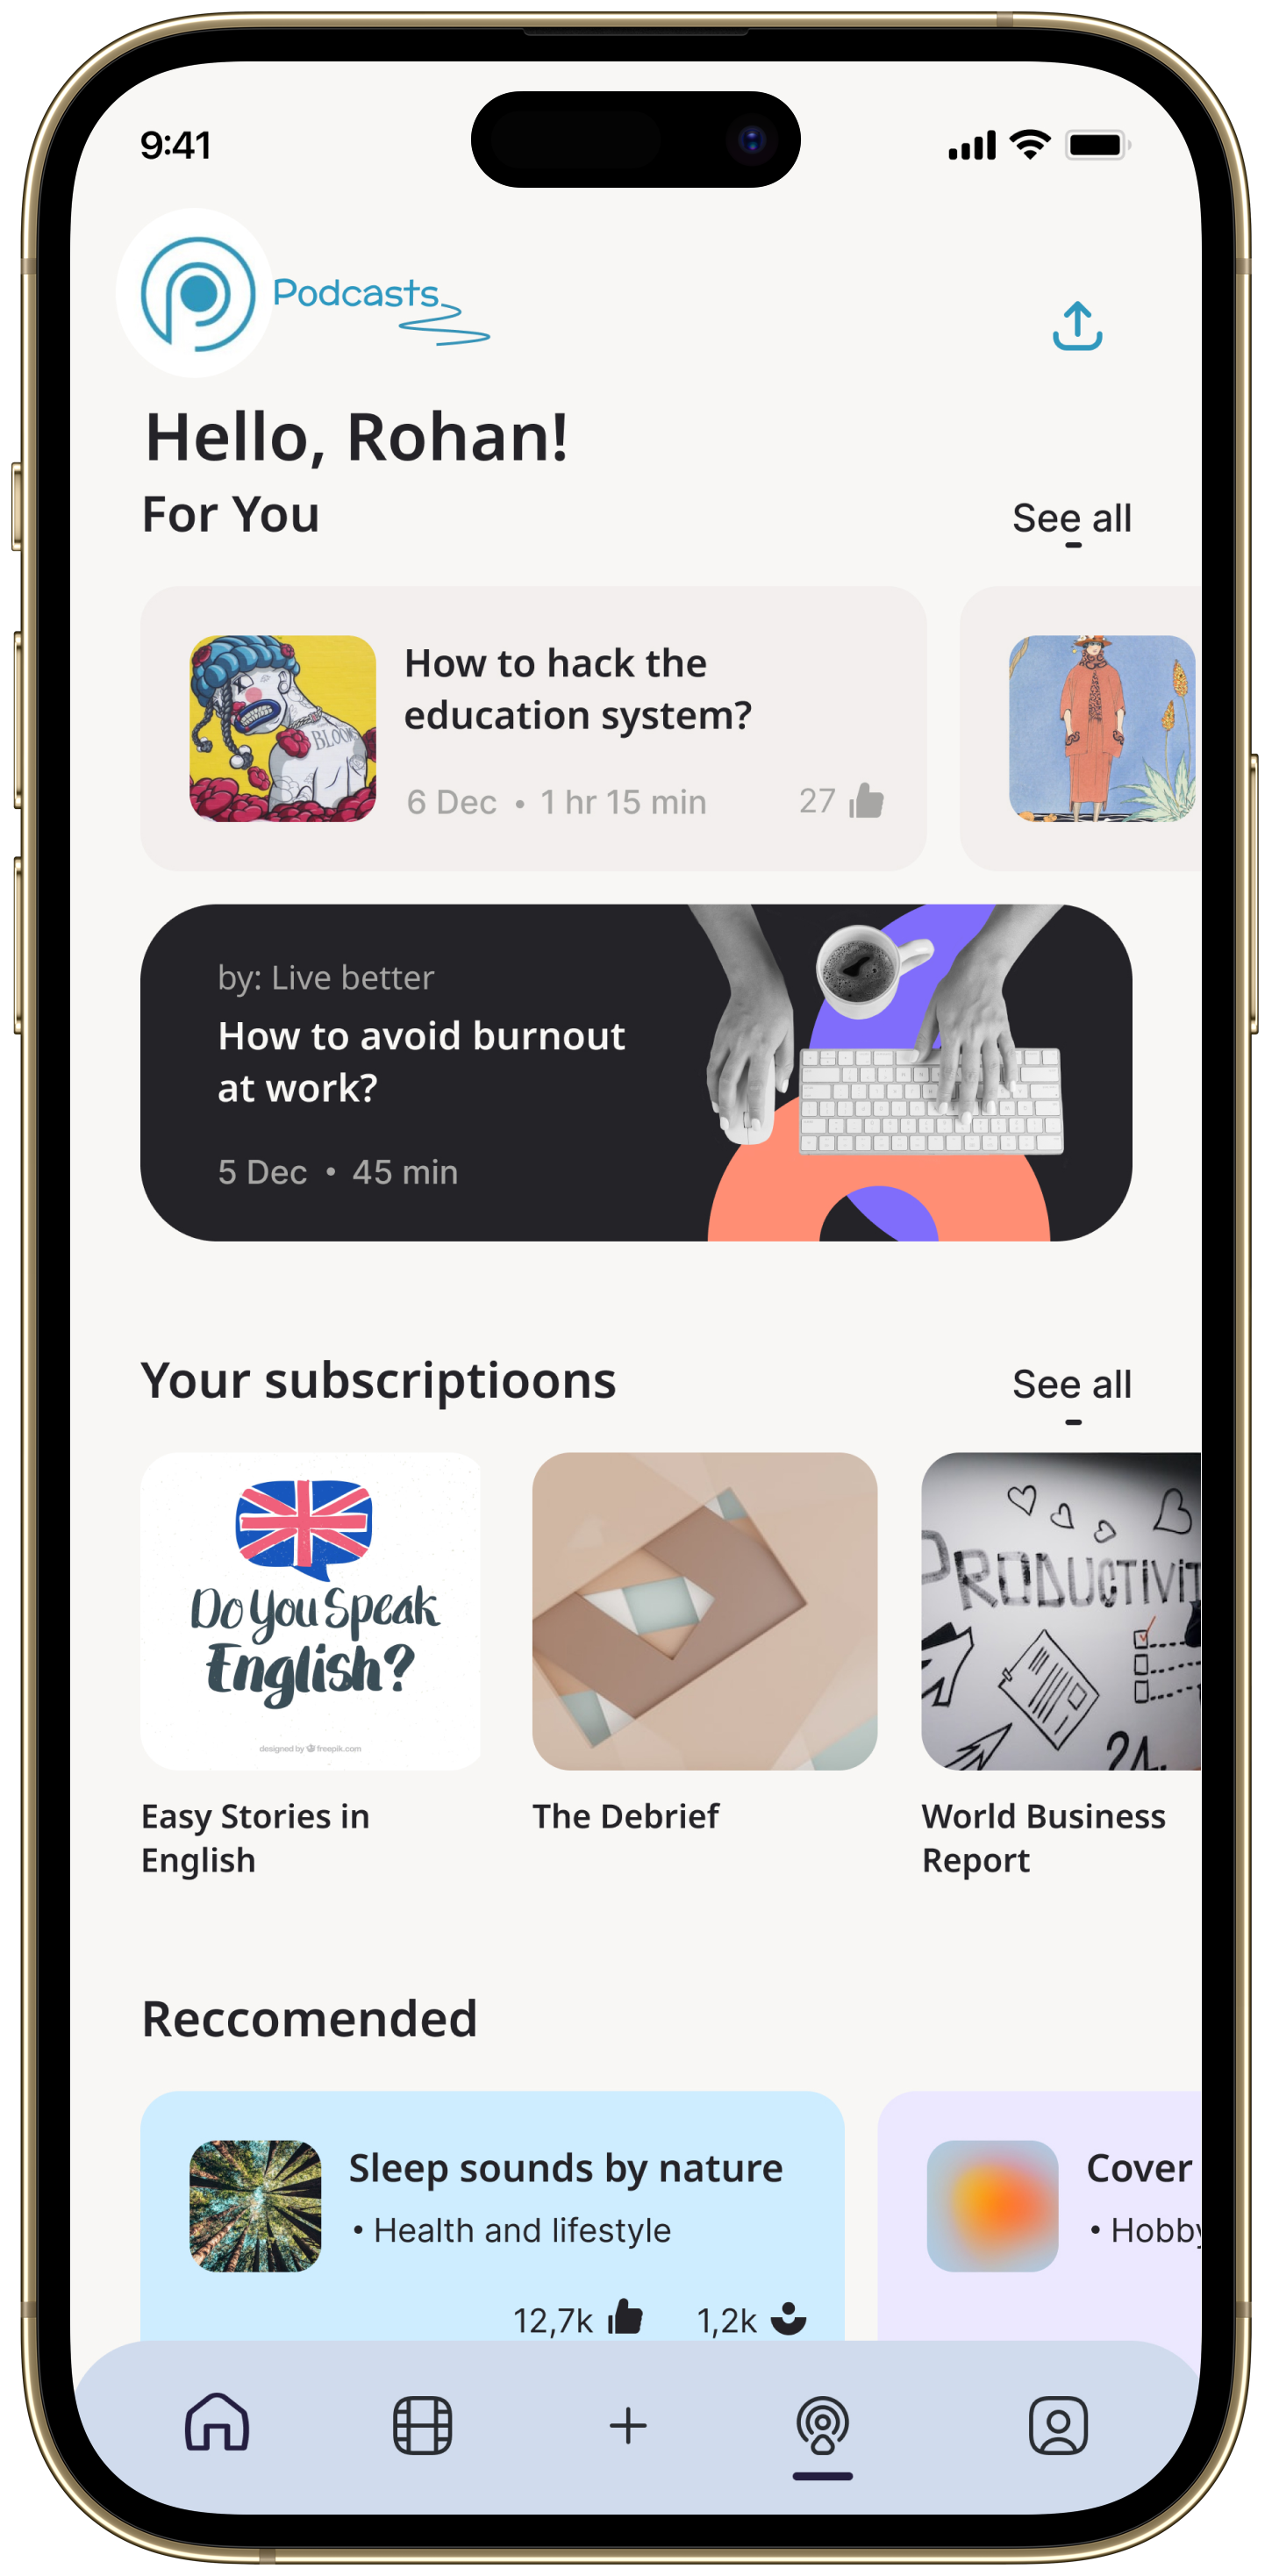 9:41
Podcasts
Hello, Rohan!
For You
See all
How to hack the
education system?
6 Dec • 1 hr 15 min
27
BLOOM
by: Live better
How to avoid burnout
at work?
5 Dec • 45 min
Your subscriptioons
See all
Do You Speak
English?
designed by freepik.com
PRODUCTIVIT
24.
Easy Stories in
English
The Debrief
World Business
Report
Reccomended
Sleep sounds by nature
• Health and lifestyle
12,7k
1,2k
Cover
• Hobby